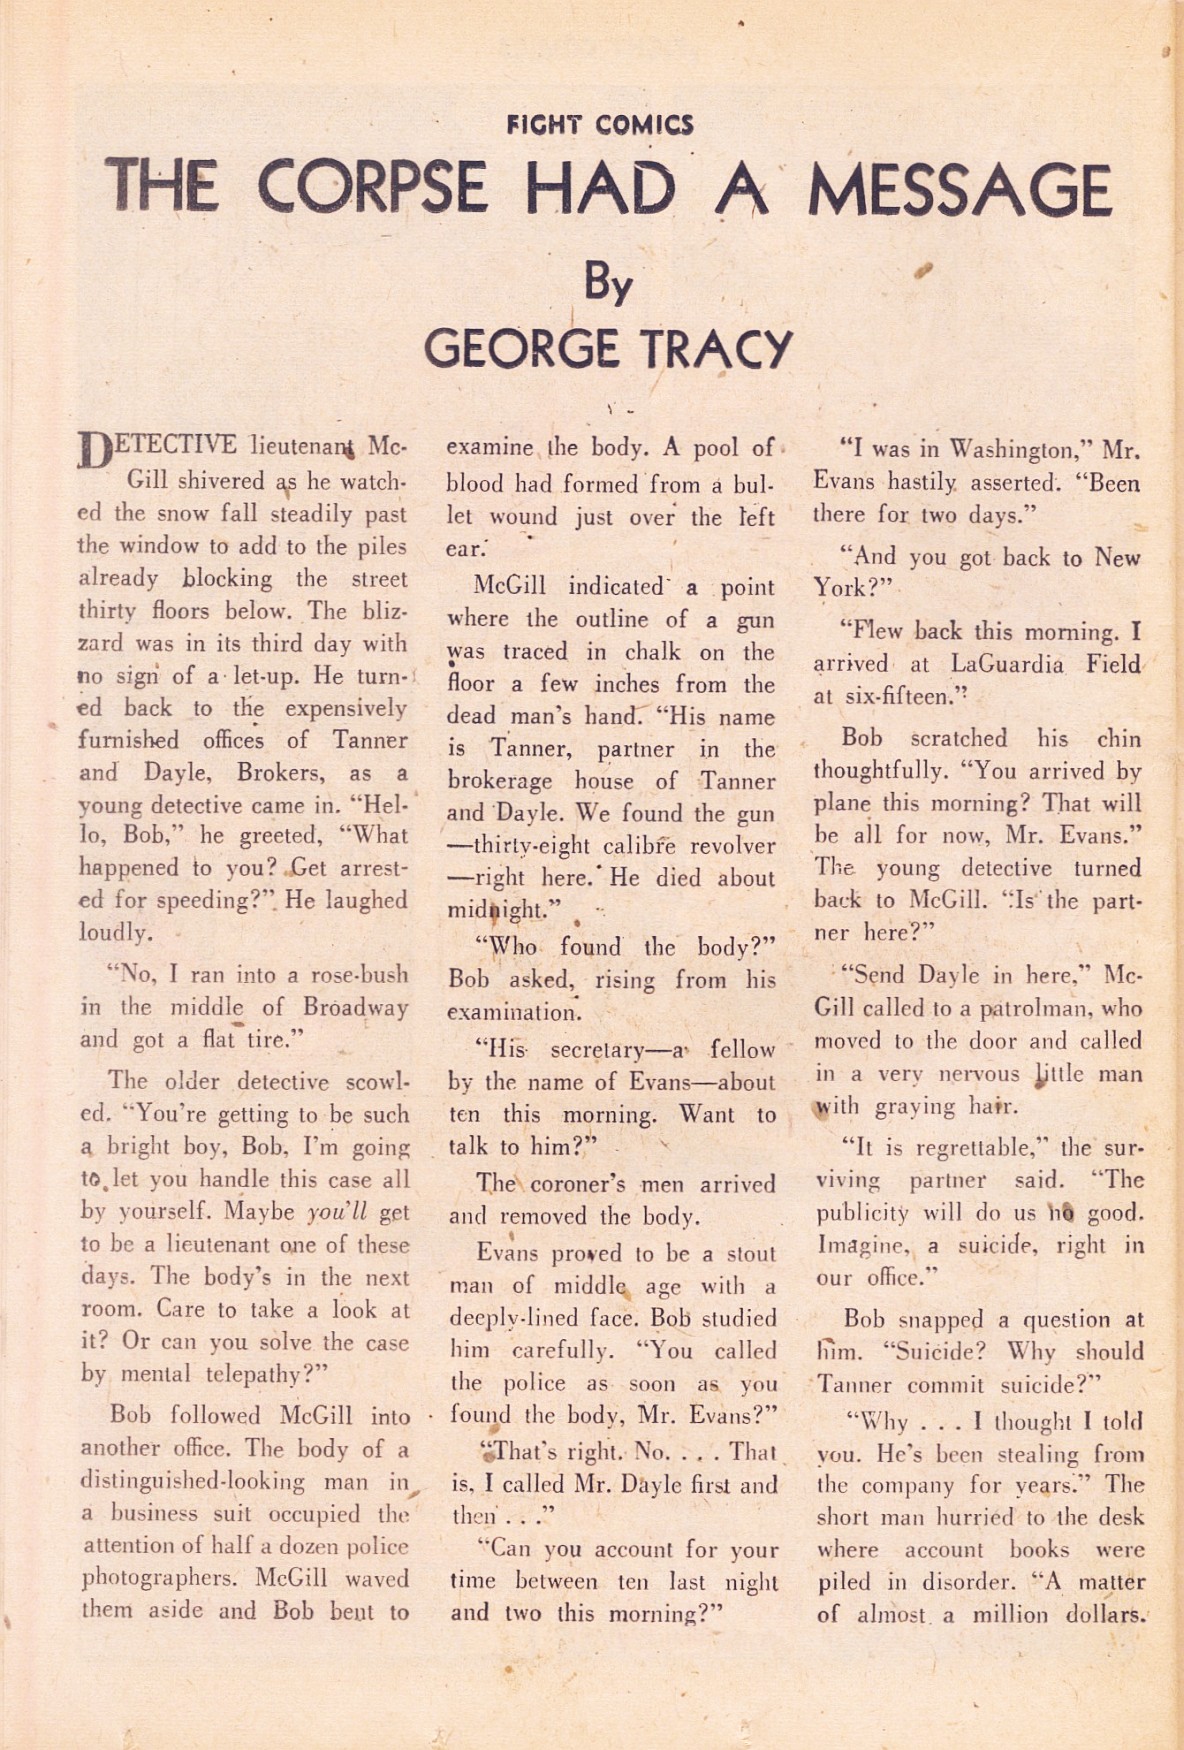 FIGHT COMICS
THE CORPSE HAD A MESSAGE
By
GEORGE TRACY
DETECTIVE lieutenant Mc-
Gill shivered as he watch-
ed the snow fall steadily past
the window to add to the piles
already blocking the street
thirty floors below. The bliz-
zard was in its third day with
no sign of a let-up. He turn-
ed back to the expensively
furnished offices of Tanner
and Dayle, Brokers, as a
young detective came in. “Hel-
lo, Bob,” he greeted, “What
happened to you? Get arrest-
ed for speeding?” He laughed
loudly.
“No, I ran into a rose-bush
in the middle of Broadway
and got a flat tire.”
The older detective scowl-
ed. “You’re getting to be such
a bright boy, Bob, I’m going
to let you handle this case all
by yourself. Maybe you’ll get
to be a lieutenant one of these
days. The body’s in the next
room. Care to take a look at
it? Or can you solve the case
by mental telepathy?”
Bob followed McGill into
another office. The body of a
distinguished-looking man in
a business suit occupied the
attention of half a dozen police
photographers. McGill waved
them aside and Bob bent to
examine the body. A pool of
blood had formed from a bul-
let wound just over the left
ear.
McGill indicated a point
where the outline of a gun
was traced in chalk on the
floor a few inches from the
dead man’s hand. “His name
is Tanner, partner in the
brokerage house of Tanner
and Dayle. We found the gun
—thirty-eight calibre revolver
—right here. He died about
midnight.”
“Who found the body?”
Bob asked, rising from his
examination.
“His secretary—a fellow
by the name of Evans—about
ten this morning. Want to
talk to him?”
The coroner’s men arrived
and removed the body.
Evans proved to be a stout
man of middle age with a
deeply-lined face. Bob studied
him carefully. “You called
the police as soon as you
found the body, Mr. Evans?”
“That’s right. No. . . . That
is, I called Mr. Dayle first and
then . . .”
“Can you account for your
time between ten last night
and two this morning?”
“I was in Washington,” Mr.
Evans hastily asserted. “Been
there for two days.”
“And you got back to New
York?”
“Flew back this morning. I
arrived at LaGuardia Field
at six-fifteen.”
Bob scratched his chin
thoughtfully. “You arrived by
plane this morning? That will
be all for now, Mr. Evans.”
The young detective turned
back to McGill. “Is the part-
ner here?”
“Send Dayle in here,” Mc-
Gill called to a patrolman, who
moved to the door and called
in a very nervous little man
with graying hair.
“It is regrettable,” the sur-
viving partner said. “The
publicity will do us no good.
Imagine, a suicide, right in
our office.”
Bob snapped a question at
him. “Suicide? Why should
Tanner commit suicide?”
“Why . . . I thought I told
you. He’s been stealing from
the company for years.” The
short man hurried to the desk
where account books were
piled in disorder. “A matter
of almost a million dollars.